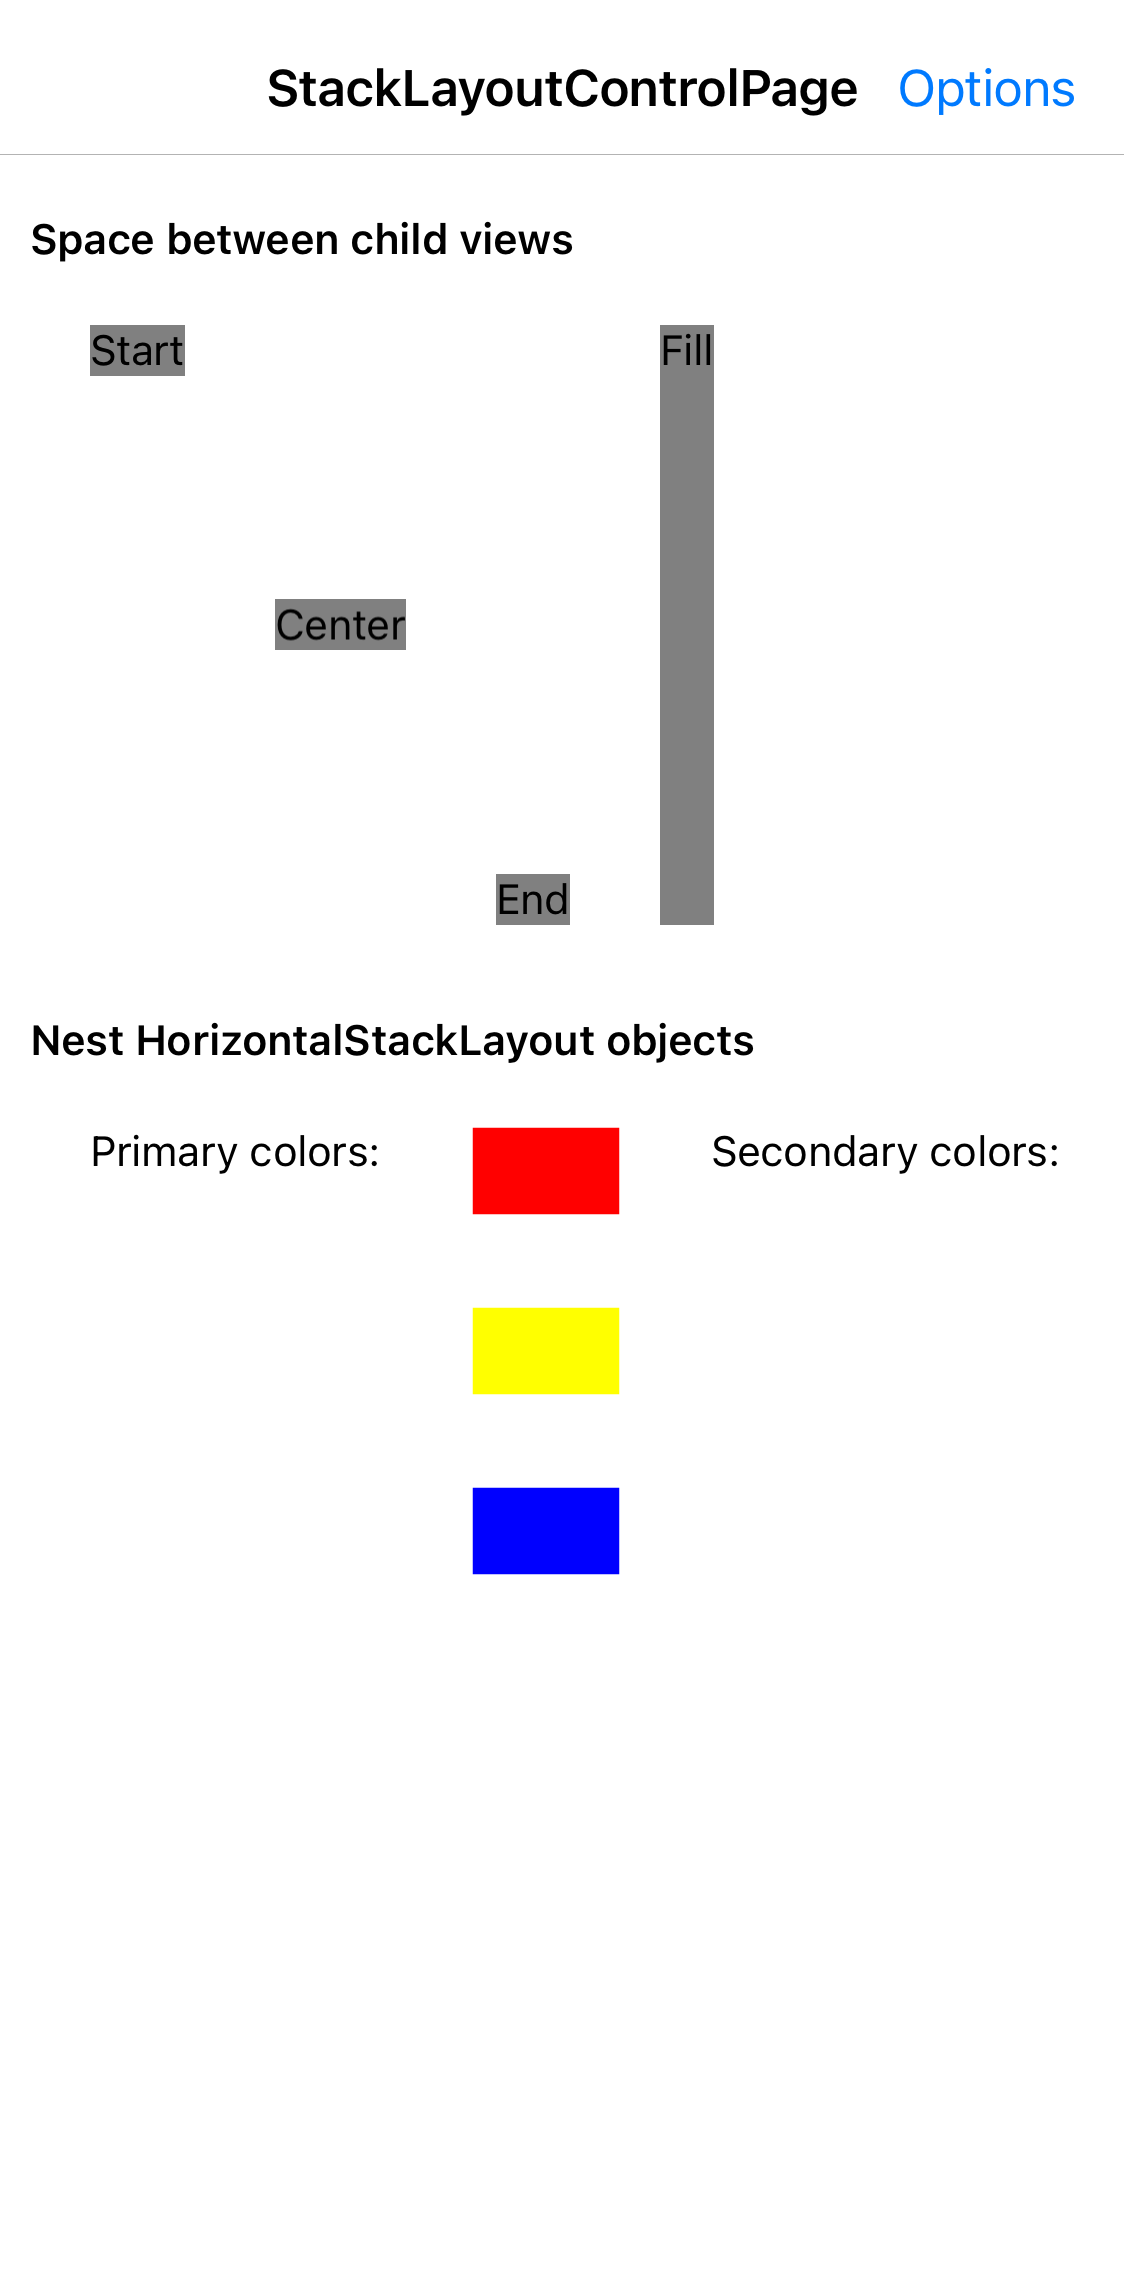 StackLayoutControlPage Options
Space between child views
Start
Fill
Center
End
Nest HorizontalStackLayout objects
Primary colors:
Secondary colors: